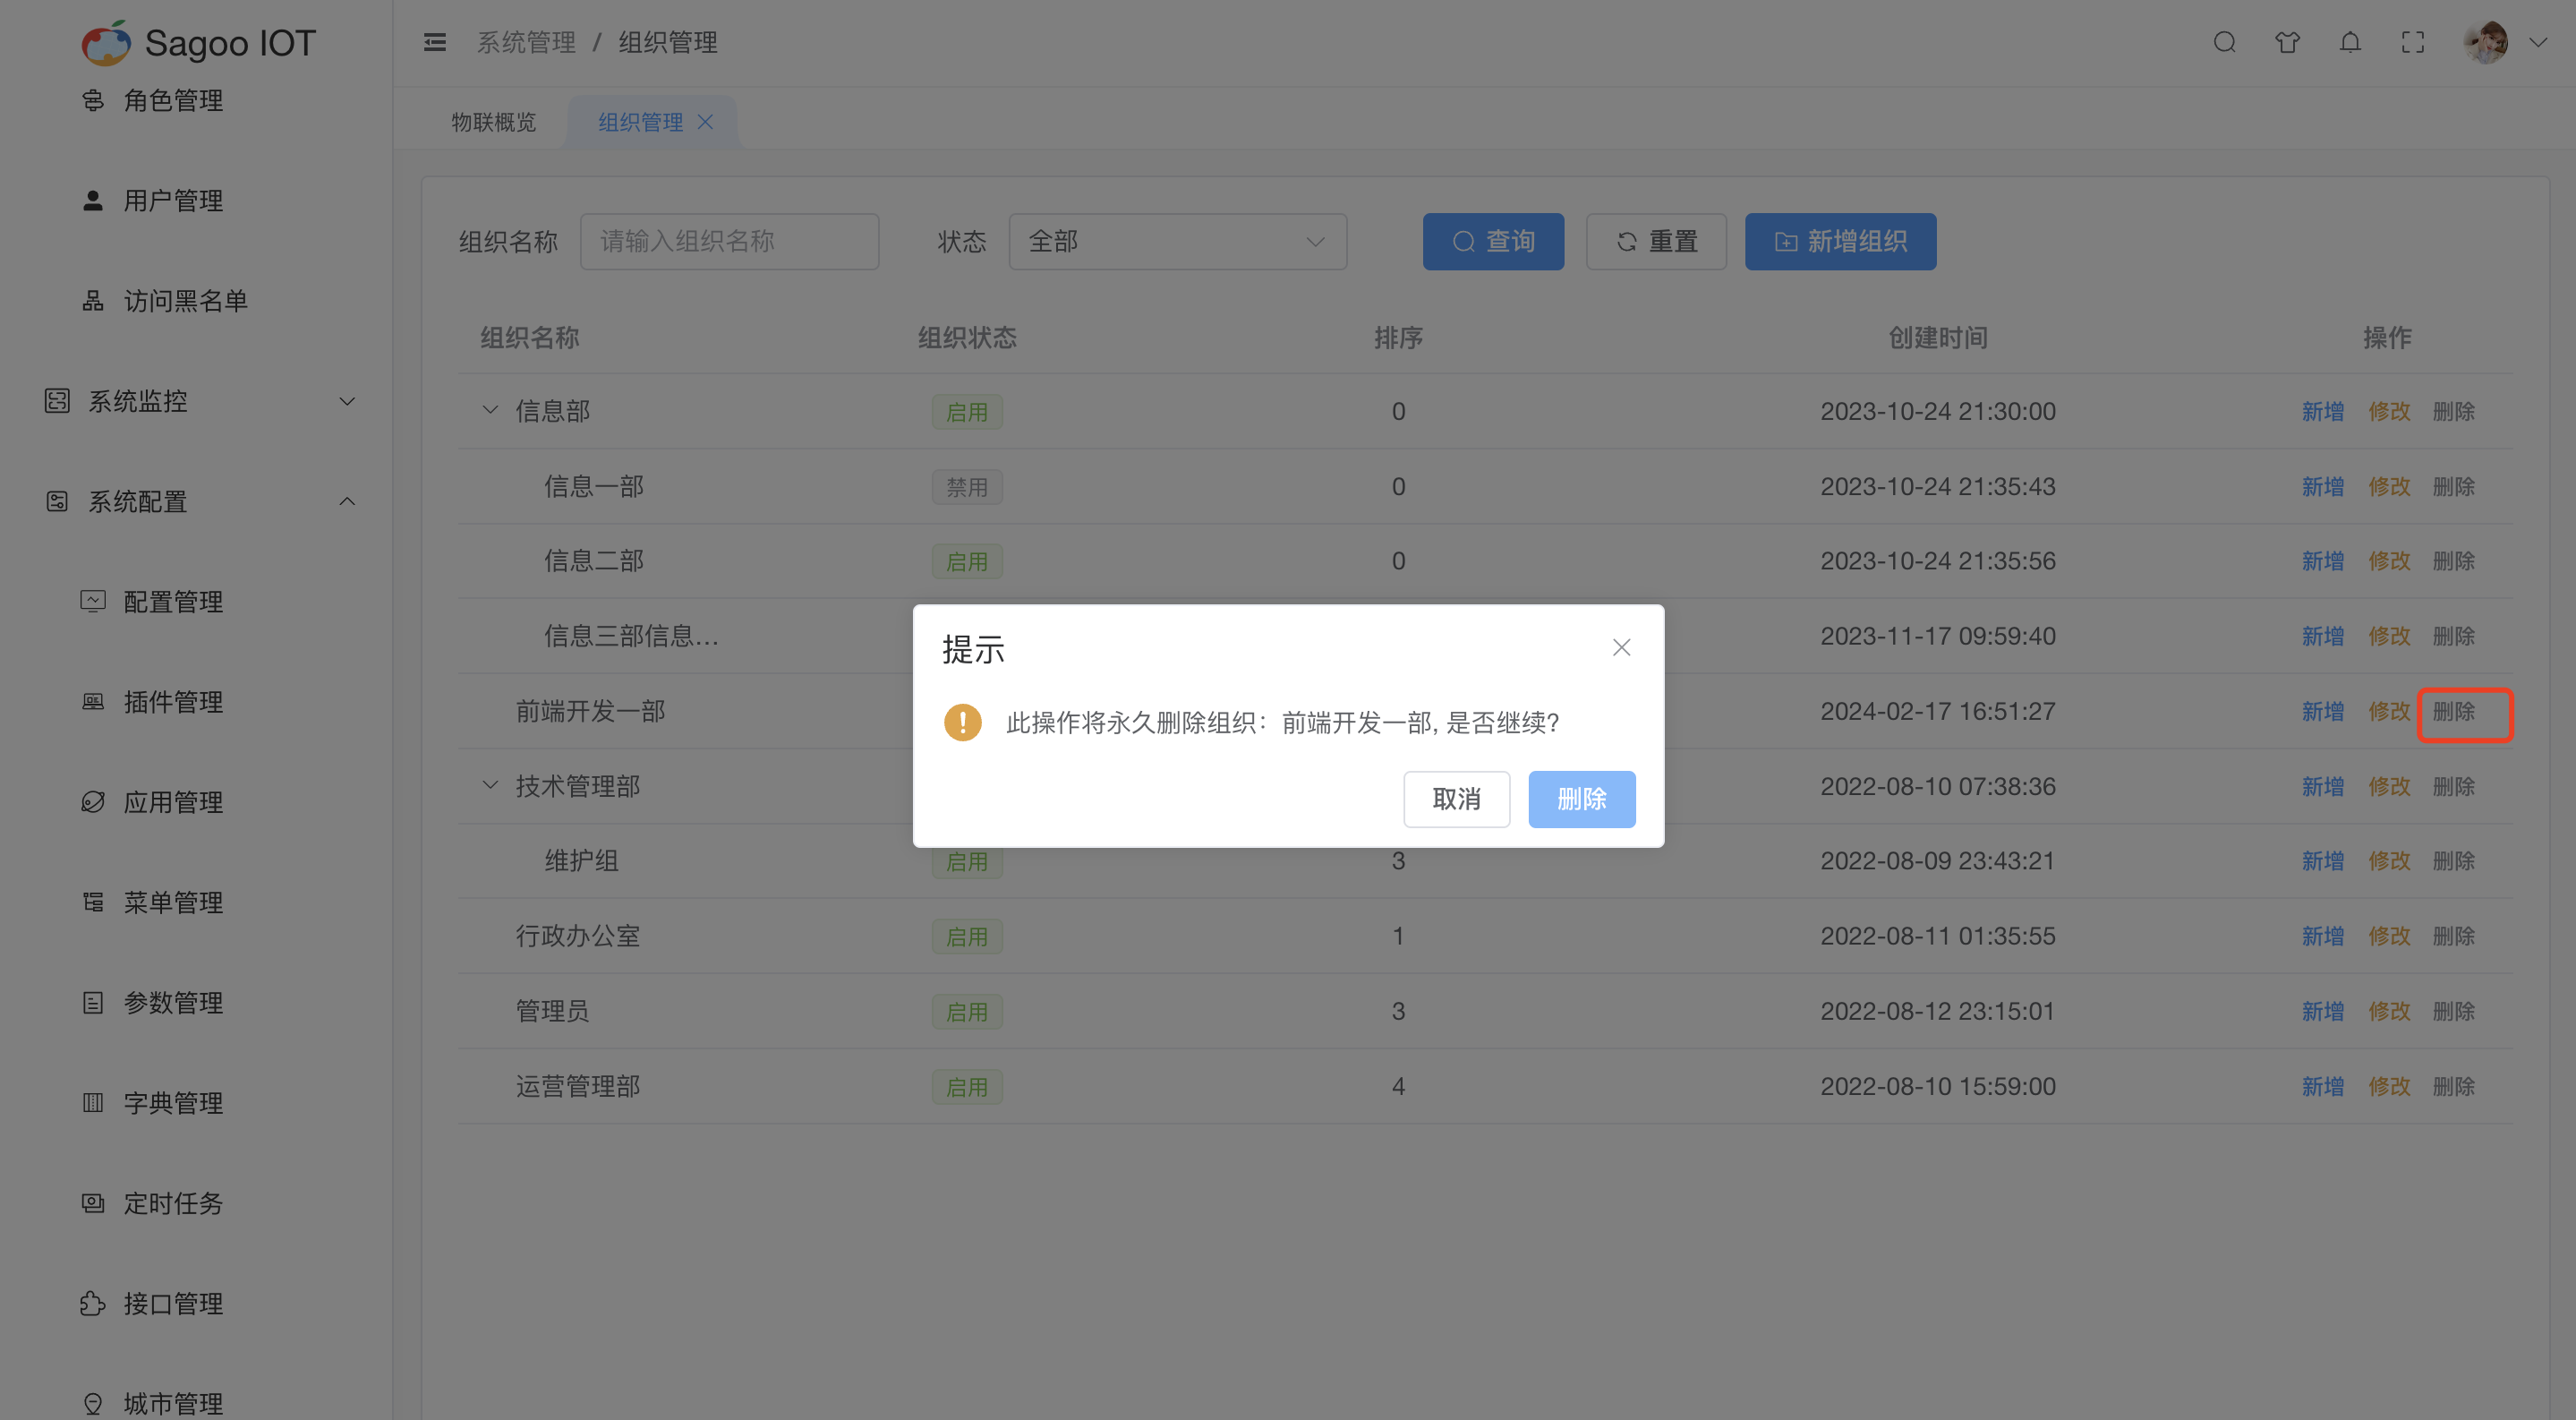 Sagoo IOT
角色管理
用户管理
访问黑名单
系统监控
系统配置
配置管理
插件管理
应用管理
菜单管理
参数管理
字典管理
定时任务
接口管理
城市管理
系统管理 / 组织管理
物联概览 组织管理
组织名称 请输入组织名称 状态 全部 查询 重置 新增组织
组织名称 组织状态 排序 创建时间 操作
信息部 启用 0 2023-10-24 21:30:00 新增 修改 删除
信息一部 禁用 0 2023-10-24 21:35:43 新增 修改 删除
信息二部 启用 0 2023-10-24 21:35:56 新增 修改 删除
信息三部信息... 2023-11-17 09:59:40 新增 修改 删除
前端开发一部 2024-02-17 16:51:27 新增 修改 删除
技术管理部 2022-08-10 07:38:36 新增 修改 删除
维护组 启用 3 2022-08-09 23:43:21 新增 修改 删除
行政办公室 启用 1 2022-08-11 01:35:55 新增 修改 删除
管理员 启用 3 2022-08-12 23:15:01 新增 修改 删除
运营管理部 启用 4 2022-08-10 15:59:00 新增 修改 删除
提示
此操作将永久删除组织：前端开发一部, 是否继续?
取消 删除